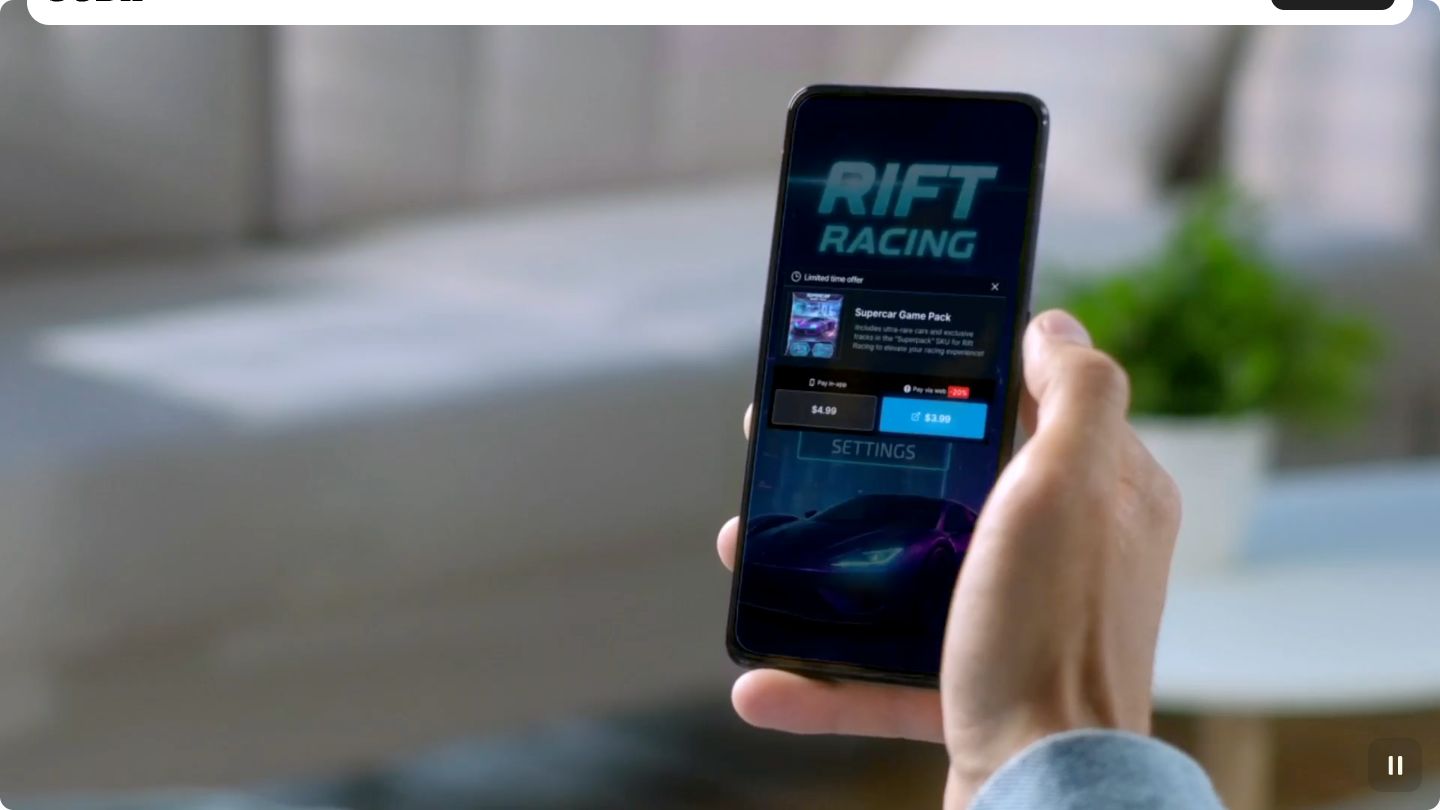 RIFT
RACING
Limited time offer
Supercar Game Pack
Includes ultra-rare cars and exclusive
tracks in the "Superpack" SKU for Rift
Racing to elevate your racing experience!
Pay in-app
Pay via web -20%
$4.99
$3.99
SETTINGS